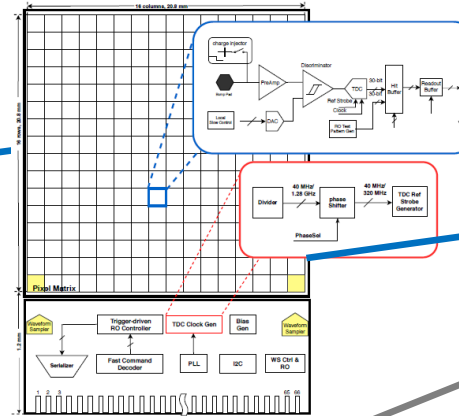 16 columns, 20.8 mm
16 rows, 20.8 mm
charge injector
Bump Pad
PreAmp
Discriminator
TDC
30-bit
30-bit
Hit
Buffer
Readout
Buffer
Ref Strobe
Clock
Local
Slow Control
DAC
RO Test
Pattern Gen
Divider
40 MHz/
1.28 GHz
phase
Shifter
40 MHz/
320 MHz
TDC Ref
Strobe
Generator
PhaseSel
Pixel Matrix
1.2 mm
Waveform
Sampler
Trigger-driven
RO Controller
TDC Clock Gen
Bias
Gen
Waveform
Sampler
Serializer
Fast Command
Decoder
PLL
I2C
WS Ctrl &
RO
1 2 3
65 66